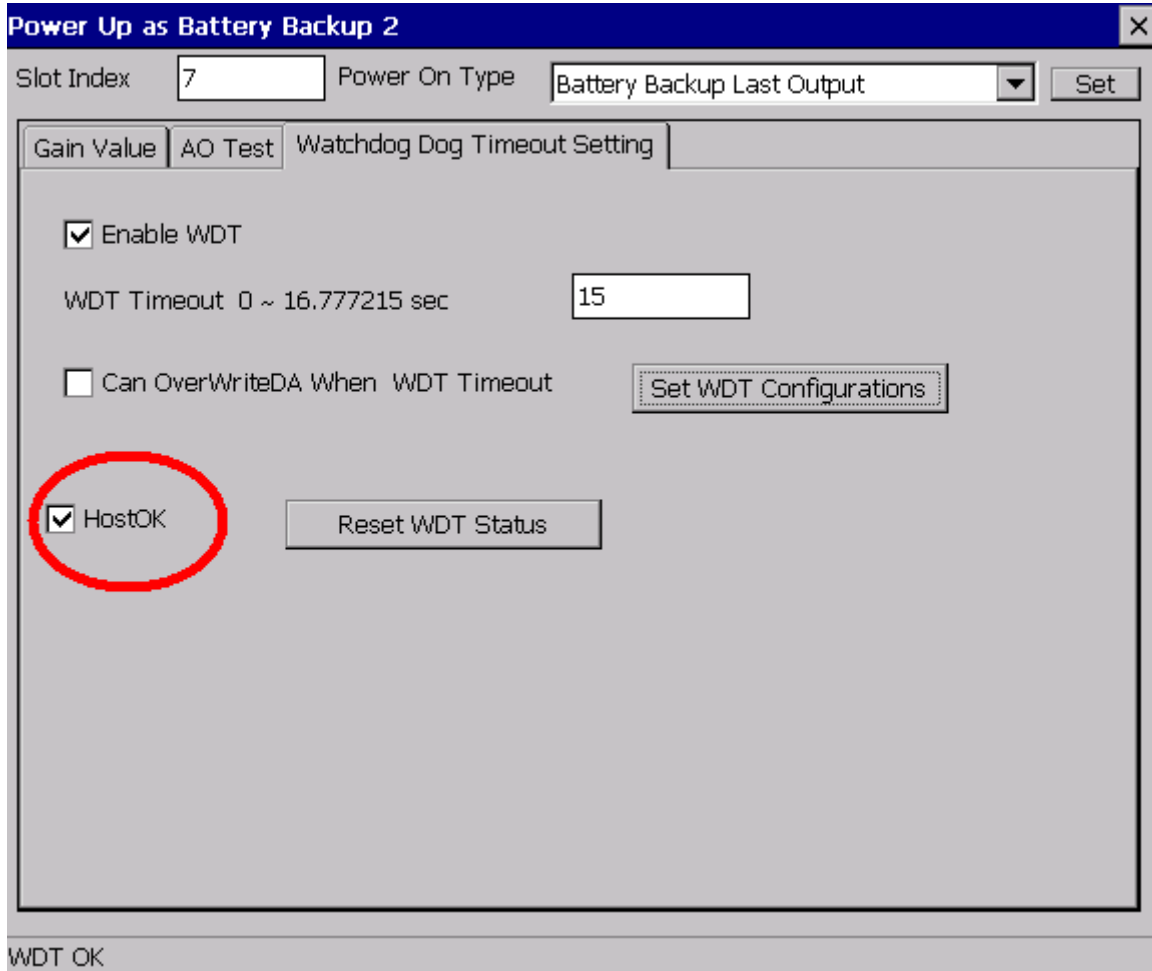 Power Up as Battery Backup 2
Slot Index 7 Power On Type Battery Backup Last Output Set
Gain Value AO Test Watchdog Dog Timeout Setting
Enable WDT
WDT Timeout 0 ~ 16.777215 sec 15
Can OverWriteDA When WDT Timeout Set WDT Configurations
HostOK Reset WDT Status
WDT OK